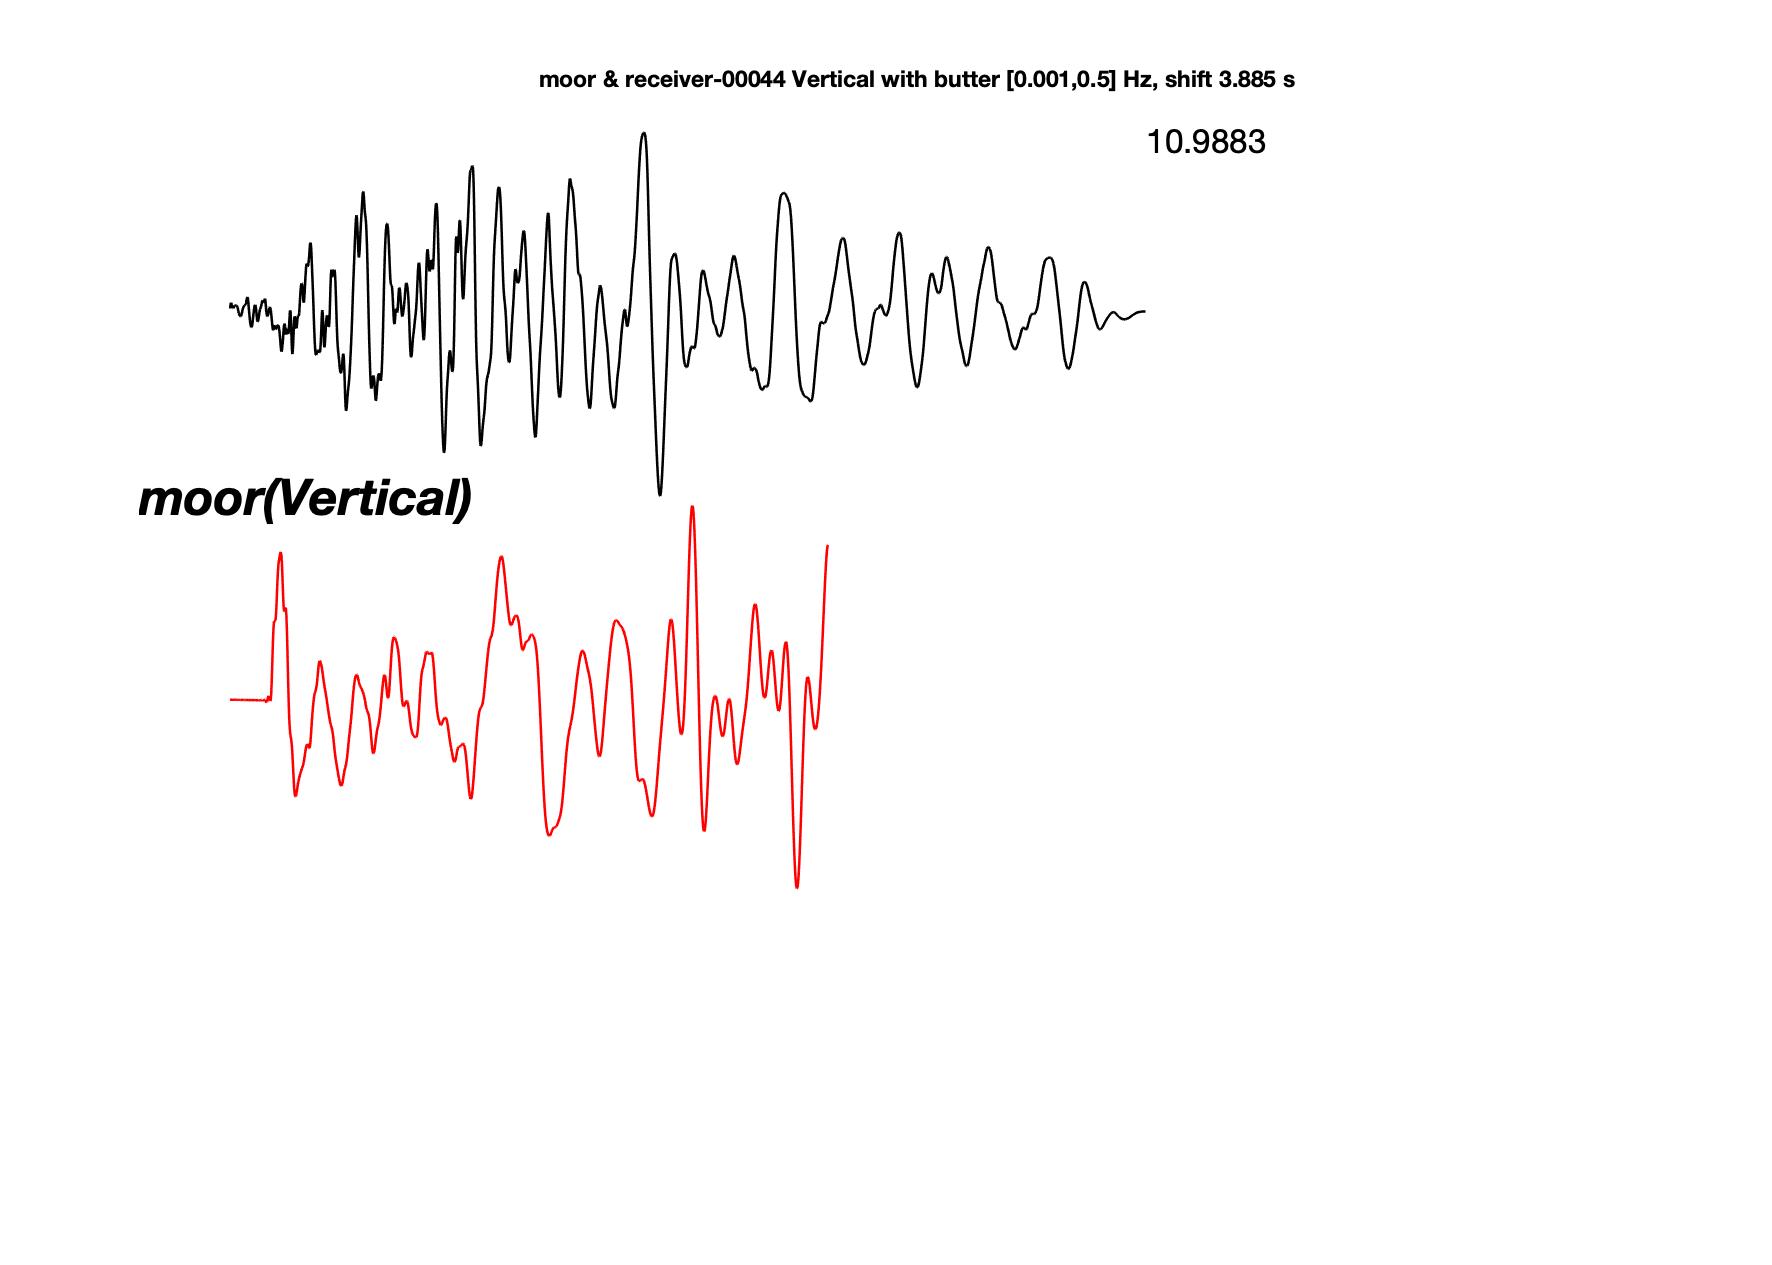 moor & receiver-00044 Vertical with butter [0.001,0.5] Hz, shift 3.885 s
10.9883
moor(Vertical)